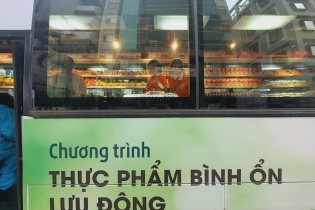 Chương trình
THỰC PHẨM BÌNH ỔN
LƯU ĐỘNG